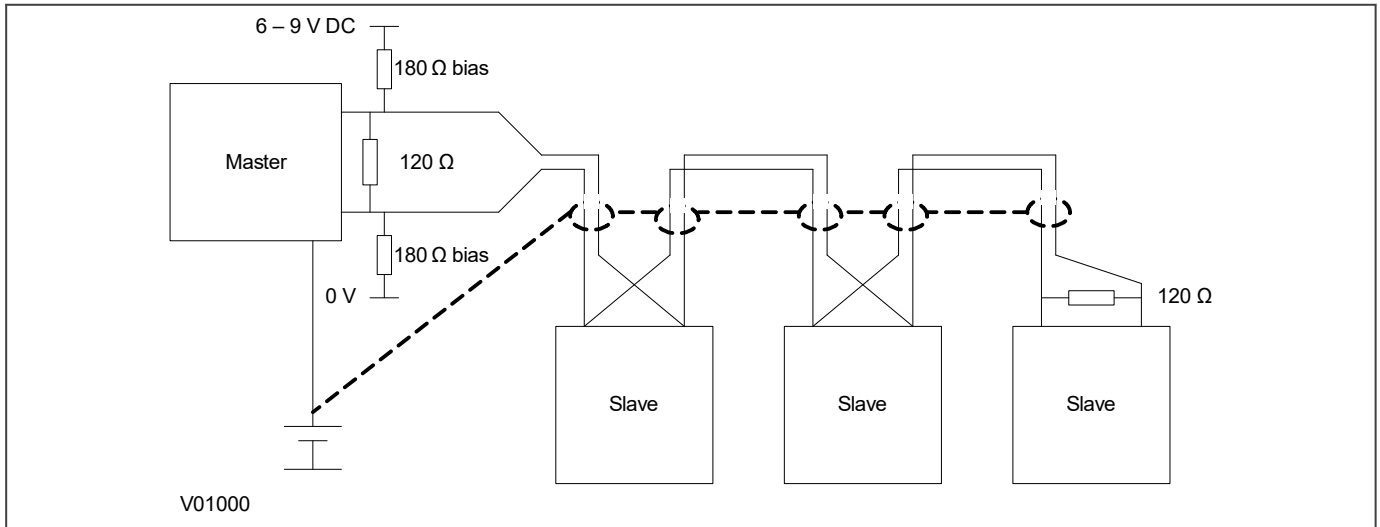 6 – 9 V DC
180 Ω bias
Master
120 Ω
180 Ω bias
0 V
120 Ω
Slave
Slave
Slave
V01000